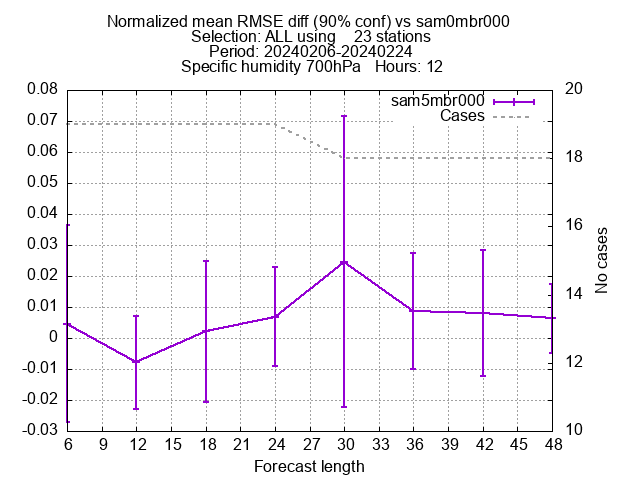 Normalized mean RMSE diff (90% conf) vs sam0mbr000
Selection: ALL using    23 stations
Period: 20240206-20240224
Specific humidity 700hPa   Hours: 12
sam5mbr000
Cases
0.08
0.07
0.06
0.05
0.04
0.03
0.02
0.01
0
-0.01
-0.02
-0.03
20
18
16
14
12
10
No cases
6 9 12 15 18 21 24 27 30 33 36 39 42 45 48
Forecast length